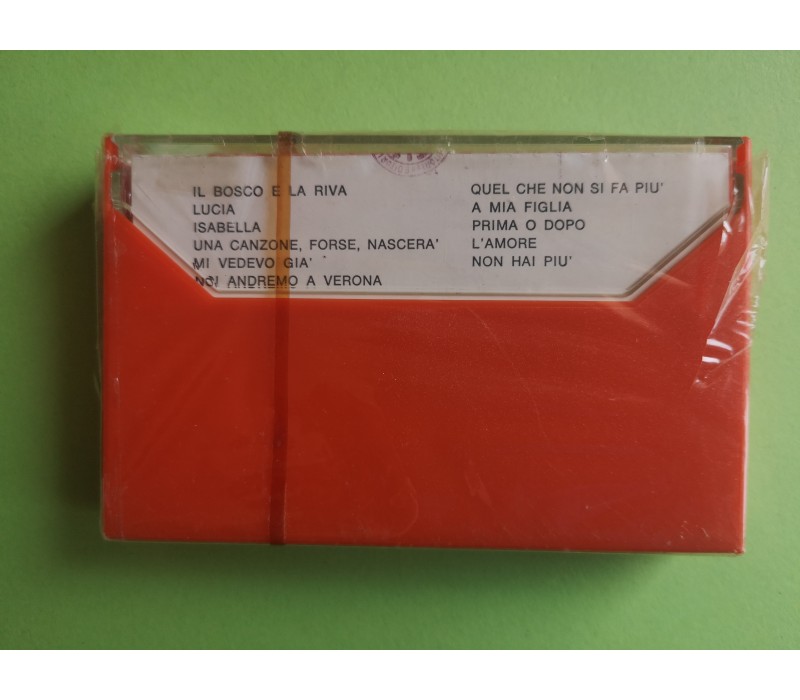 IL BOSCO E LA RIVA
LUCIA
ISABELLA
UNA CANZONE, FORSE, NASCERA'
MI VEDEVO GIA'
NOI ANDREMO A VERONA
QUEL CHE NON SI FA PIU'
A MIA FIGLIA
PRIMA O DOPO
L'AMORE
NON HAI PIU'